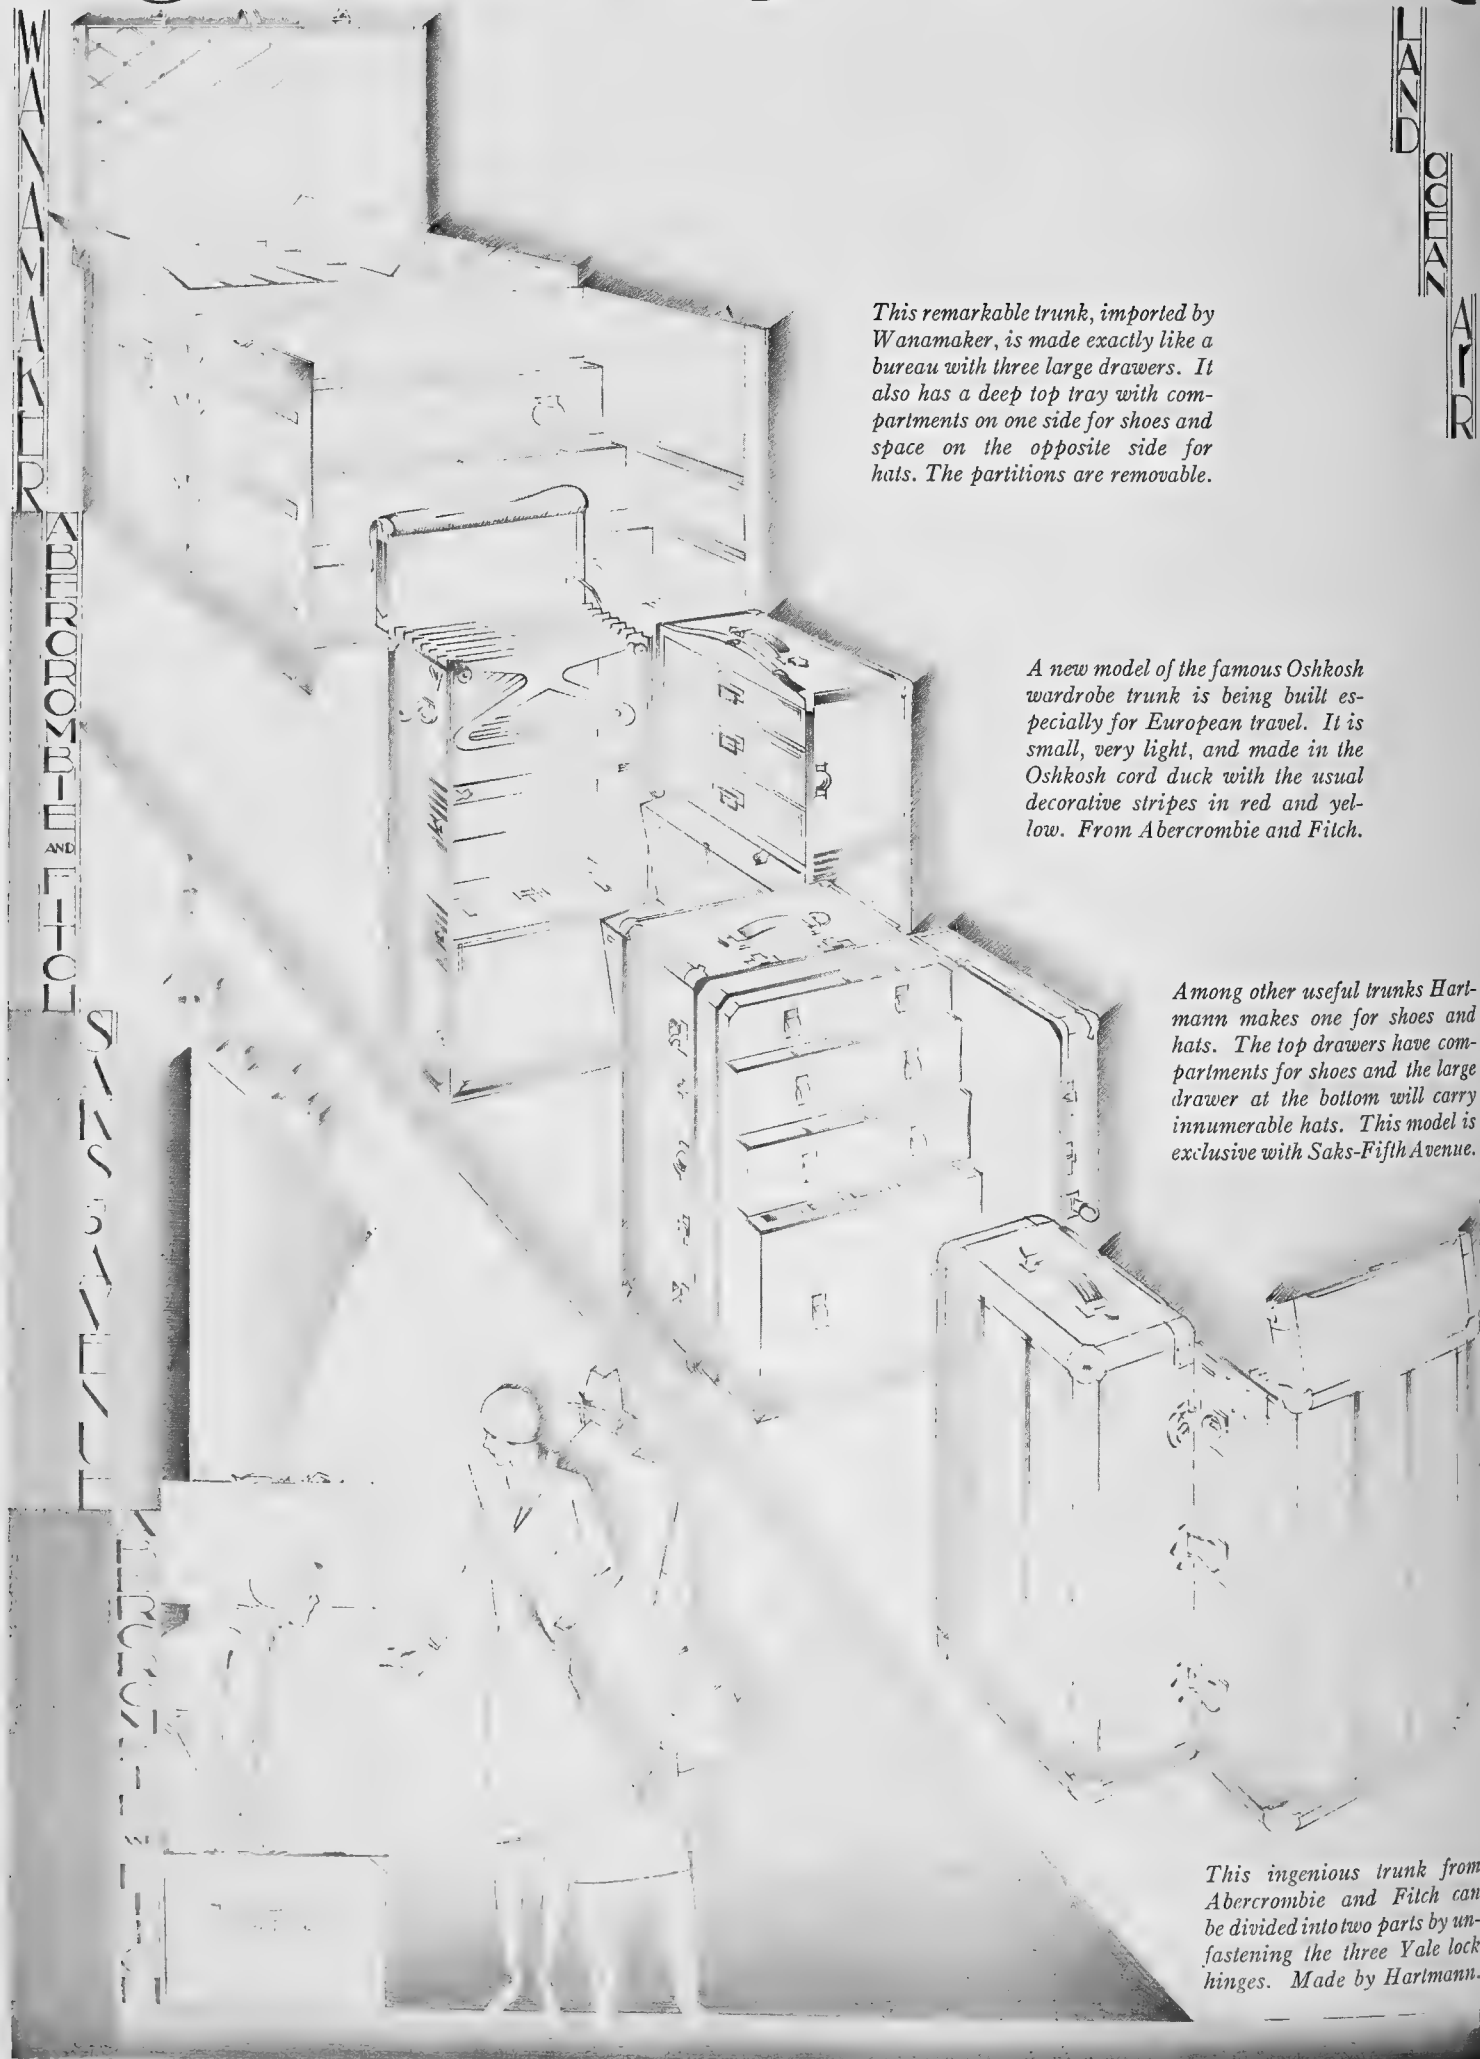 WANAMAKER
ABERCROMBIE AND FITCH
LAND
OCEAN
AIR
This remarkable trunk, imported by
Wanamaker, is made exactly like a
bureau with three large drawers. It
also has a deep top tray with com-
partments on one side for shoes and
space on the opposite side for
hats. The partitions are removable.
A new model of the famous Oshkosh
wardrobe trunk is being built es-
pecially for European travel. It is
small, very light, and made in the
Oshkosh cord duck with the usual
decorative stripes in red and yel-
low. From Abercrombie and Fitch.
Among other useful trunks Hart-
mann makes one for shoes and
hats. The top drawers have com-
partments for shoes and the large
drawer at the bottom will carry
innumerable hats. This model is
exclusive with Saks-Fifth Avenue.
This ingenious trunk from
Abercrombie and Fitch can
be divided into two parts by un-
fastening the three Yale lock
hinges. Made by Hartmann.